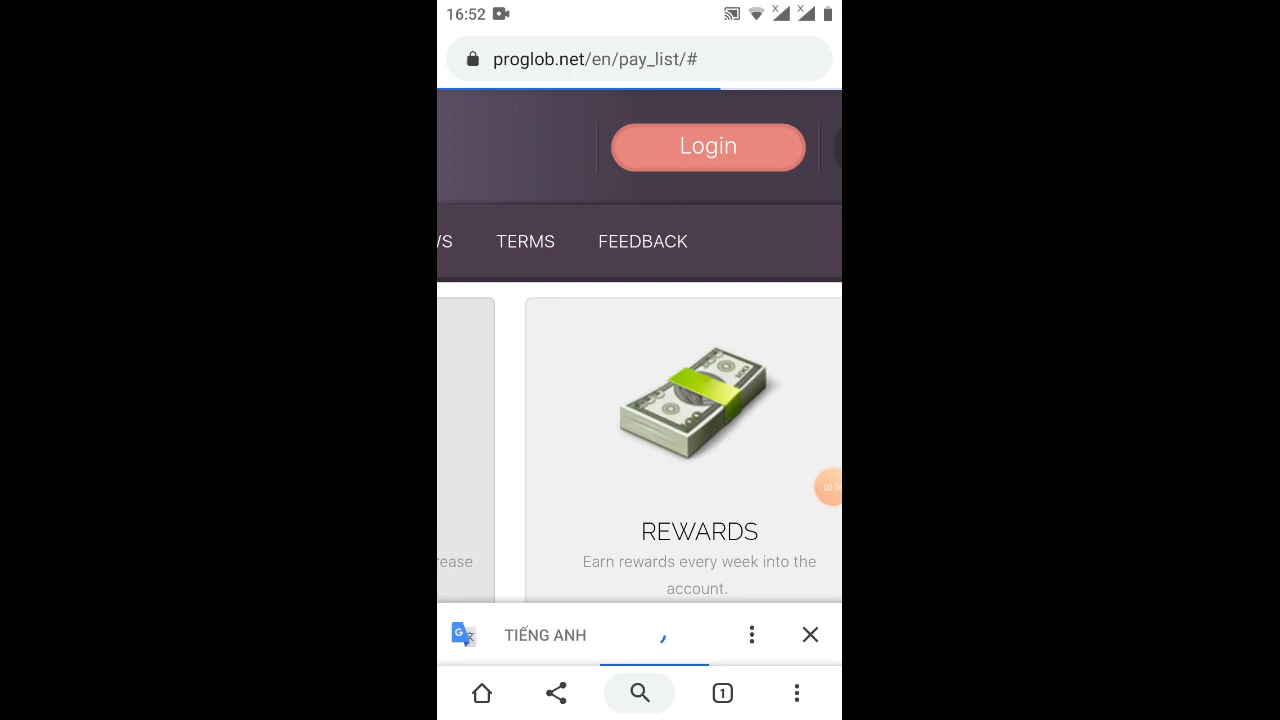 16:52
proglob.net/en/pay_list/#
Login
WS
TERMS
FEEDBACK
REWARDS
rease
Earn rewards every week into the
account.
TIẾNG ANH
1